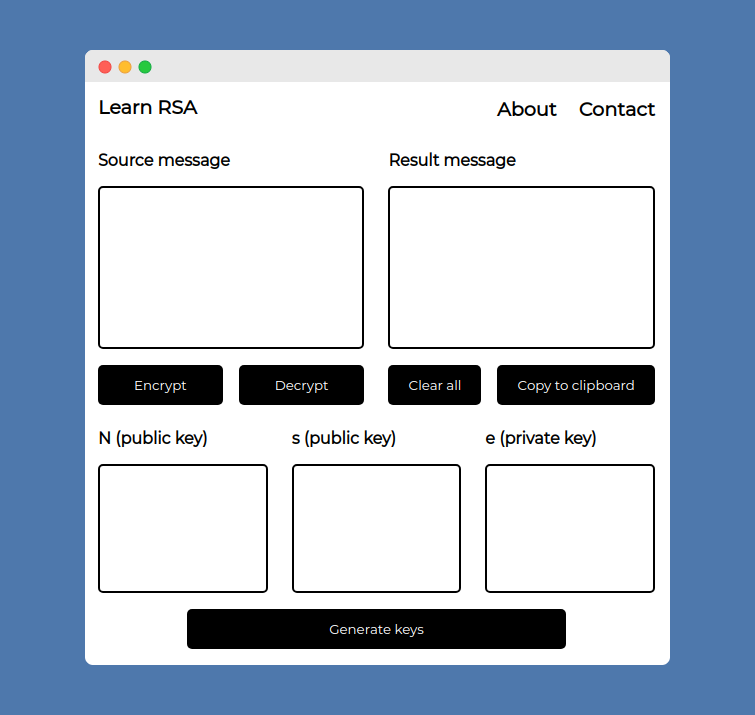 Learn RSA
About Contact
Source message
Result message
Encrypt
Decrypt
Clear all
Copy to clipboard
N (public key)
s (public key)
e (private key)
Generate keys